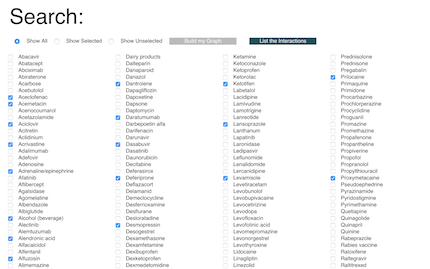 Search:
Show All Show Selected Show Unselected Build my Graph List the Interactions
Abacavir Dairy products Ketamine Prednisolone
Abatacept Dalteparin Ketoconazole Prednisone
Abciximab Danaparoid Ketoprofen Pregabalin
Abiraterone Danazol Ketorolac Prilocaine
Acarbose Dantrolene Ketotifen Primaquine
Acebutolol Dapagliflozin Labetalol Primidone
Aceclofenac Dapoxetine Lacidipine Procarbazine
Acemetacin Dapsone Lamivudine Prochlorperazine
Acenocoumarol Daptomycin Lamotrigine Procyclidine
Acetazolamide Daratumumab Lanreotide Proguanil
Aciclovir Darbepoetin alfa Lansoprazole Promazine
Acitretin Darifenacin Lanthanum Promethazine
Aclidinium Darunavir Lapatinib Propafenone
Acrivastine Dasabuvir Laronidase Propantheline
Adalimumab Dasatinib Ledipasvir Propiverine
Adefovir Daunorubicin Leflunomide Propofol
Adenosine Decitabine Lenalidomide Propranolol
Adrenaline/epinephrine Deferasirox Lercanidipine Propylthiouracil
Afatinib Deferiprone Levamisole Proxymetacaine
Aflibercept Deflazacort Levetiracetam Pseudoephedrine
Agalsidase Delamanid Levobunolol Pyrazinamide
Agomelatine Demeclocycline Levobupivacaine Pyridostigmine
Albendazole Desferrioxamine Levocetirizine Pyrimethamine
Albiglutide Desflurane Levodopa Quetiapine
Alcohol (beverage) Desloratadine Levofloxacin Quinagolide
Alectinib Desmopressin Levofolinic acid Quinapril
Alemtuzumab Desogestrel Levomepromazine Quinine
Alendronic acid Dexamethasone Levonorgestrel Rabeprazole
Alfacalcidol Dexamfetamine Levothyroxine Rabies vaccine
Alfentanil Dexibuprofen Lidocaine Raloxifene
Alfuzosin Dexketoprofen Linagliptin Raltegravir
Alimemazine Dexmedetomidine Linezolid Raltitrexed